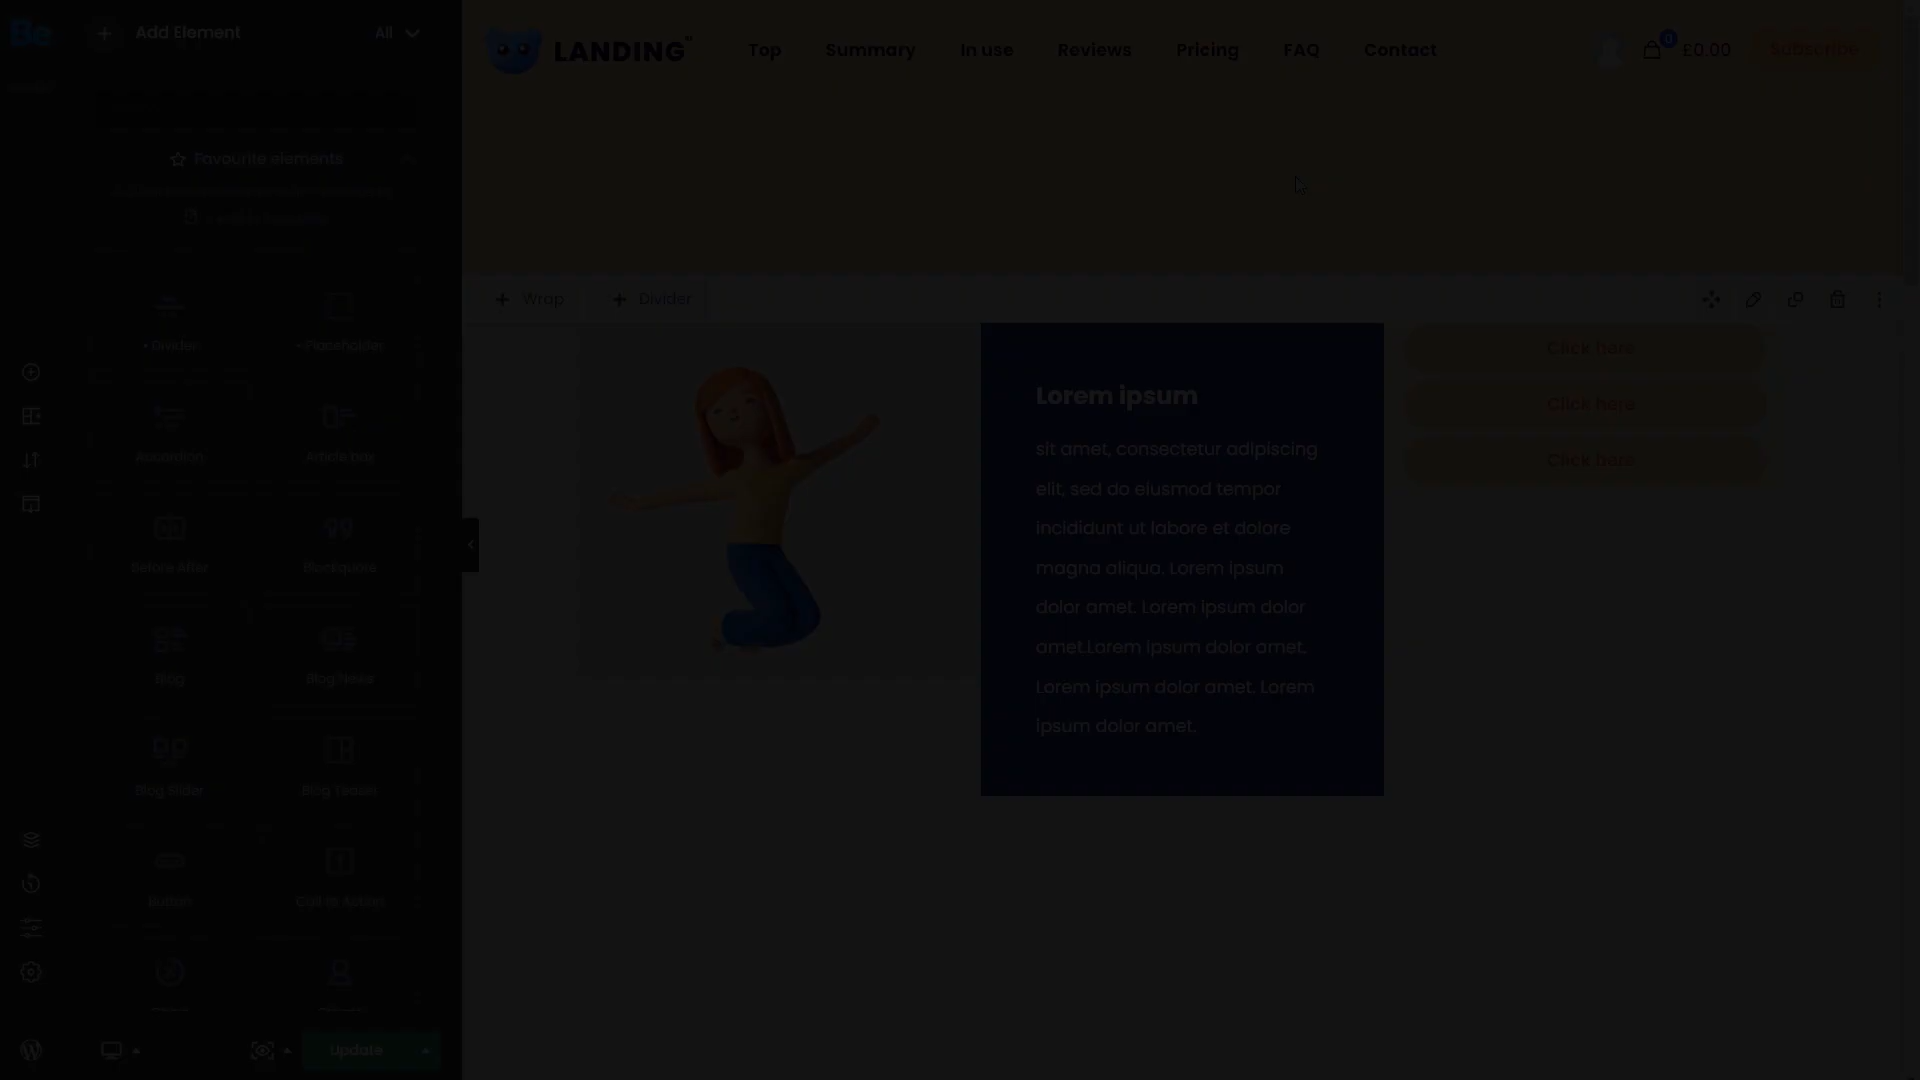 Be
Add Element
All
LANDING
Top
Summary
In use
Reviews
Pricing
FAQ
Contact
0
£0.00
Subscribe
Favourite elements
Wrap
Divider
Divider
Placeholder
Accordion
Article box
Before After
Blockquote
Blog
Blog News
Blog Slider
Blog Teaser
Button
Call to Action
Update
Lorem ipsum
sit amet, consectetur adipiscing
elit, sed do eiusmod tempor
incididunt ut labore et dolore
magna aliqua. Lorem ipsum
dolor amet. Lorem ipsum dolor
amet.Lorem ipsum dolor amet.
Lorem ipsum dolor amet. Lorem
ipsum dolor amet.
Click here
Click here
Click here